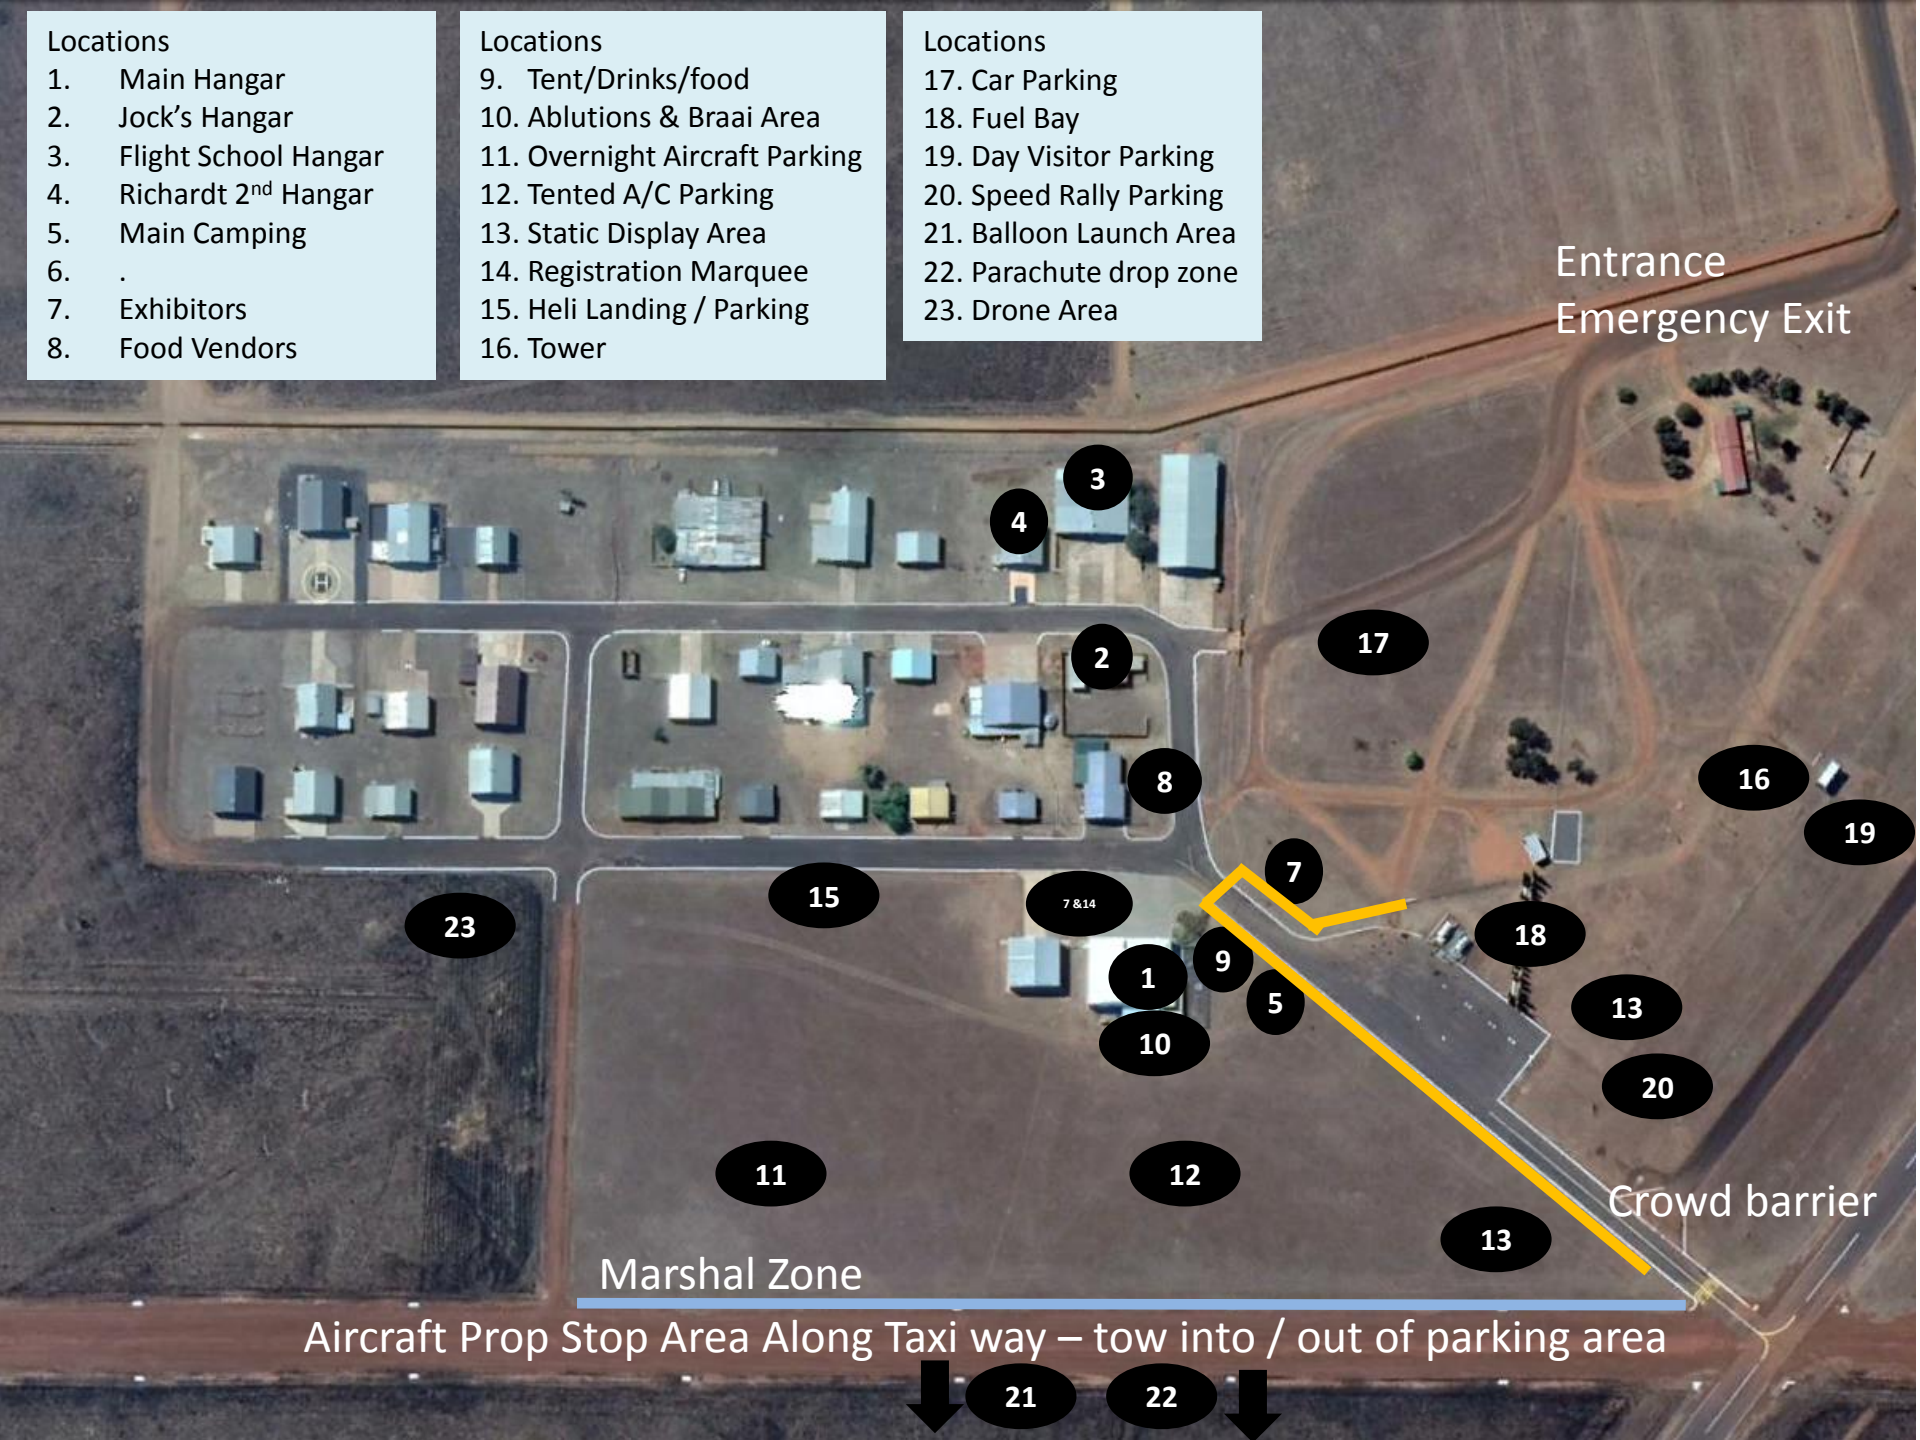 Locations
1. Main Hangar
2. Jock’s Hangar
3. Flight School Hangar
4. Richardt 2nd Hangar
5. Main Camping
6. .
7. Exhibitors
8. Food Vendors
Locations
9. Tent/Drinks/food
10. Ablutions & Braai Area
11. Overnight Aircraft Parking
12. Tented A/C Parking
13. Static Display Area
14. Registration Marquee
15. Heli Landing / Parking
16. Tower
Locations
17. Car Parking
18. Fuel Bay
19. Day Visitor Parking
20. Speed Rally Parking
21. Balloon Launch Area
22. Parachute drop zone
23. Drone Area
Entrance
Emergency Exit
3
4
H
17
2
8
16
19
7
15
7 &14
23
18
9
1
5
13
10
20
11
12
Crowd barrier
13
Marshal Zone
Aircraft Prop Stop Area Along Taxi way – tow into / out of parking area
21
22